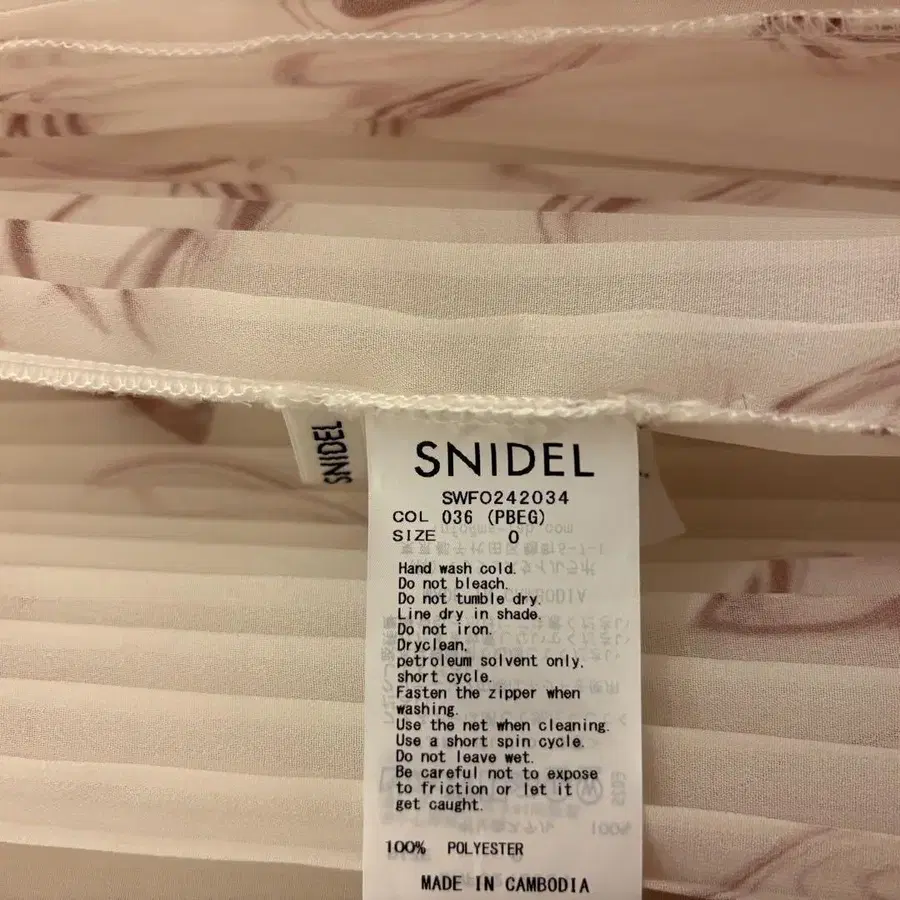 SNIDEL
SNIDEL
SWFO242034
COL 036 (PBEG)
SIZE 0
Hand wash cold.
Do not bleach.
Do not tumble dry.
Line dry in shade.
Do not iron.
Dryclean,
petroleum solvent only,
short cycle.
Fasten the zipper when
washing.
Use the net when cleaning.
Use a short spin cycle.
Do not leave wet.
Be careful not to expose
to friction or let it
get caught.
100% POLYESTER
MADE IN CAMBODIA